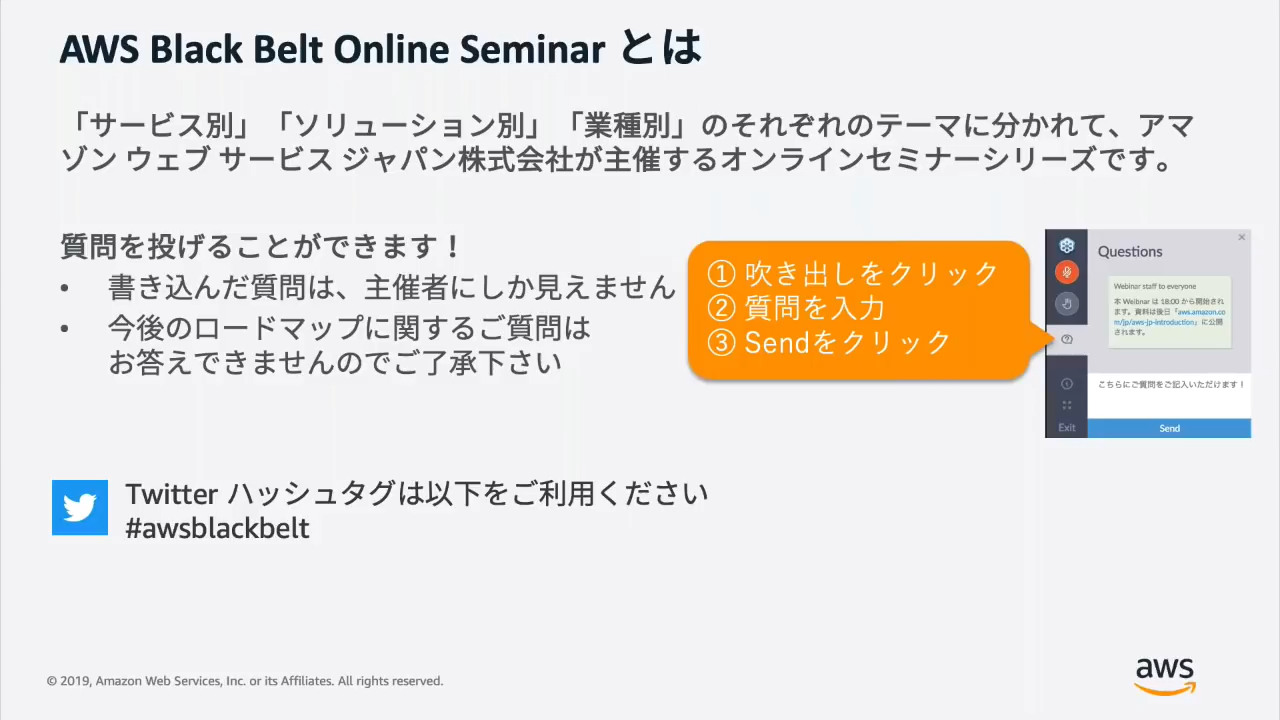 AWS Black Belt Online Seminar とは
「サービス別」「ソリューション別」「業種別」のそれぞれのテーマに分かれて、アマ
ゾン ウェブ サービス ジャパン株式会社が主催するオンラインセミナーシリーズです。
質問を投げることができます！
• 書き込んだ質問は、主催者にしか見えません
• 今後のロードマップに関するご質問は
お答えできませんのでご了承下さい
① 吹き出しをクリック
② 質問を入力
③ Sendをクリック
Questions
Webinar staff to everyone
本 Weibnar は 18:00 から開始され
ます。資料は後日「aws.amazon.co
m/jp/aws-jp-introduction」に公開
されます。
こちらにご質問をご記入いただけます！
Exit
Send
Twitter ハッシュタグは以下をご利用ください
#awsblackbelt
© 2019, Amazon Web Services, Inc. or its Affiliates. All rights reserved.
aws